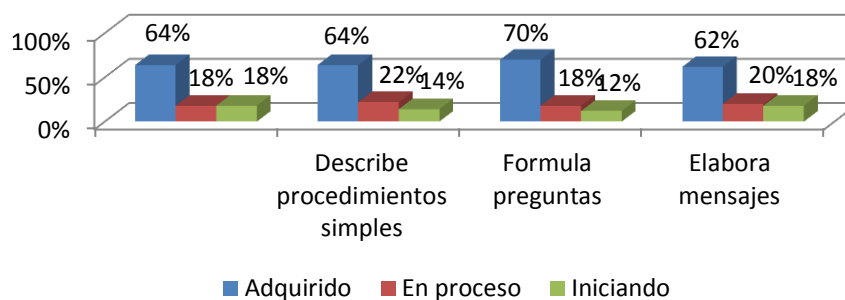 100%
50%
0%
64%
18%
18%
64%
22%
14%
70%
18%
12%
62%
20%
18%
Describe
procedimientos
simples
Formula
preguntas
Elabora
mensajes
Adquirido
En proceso
Iniciando